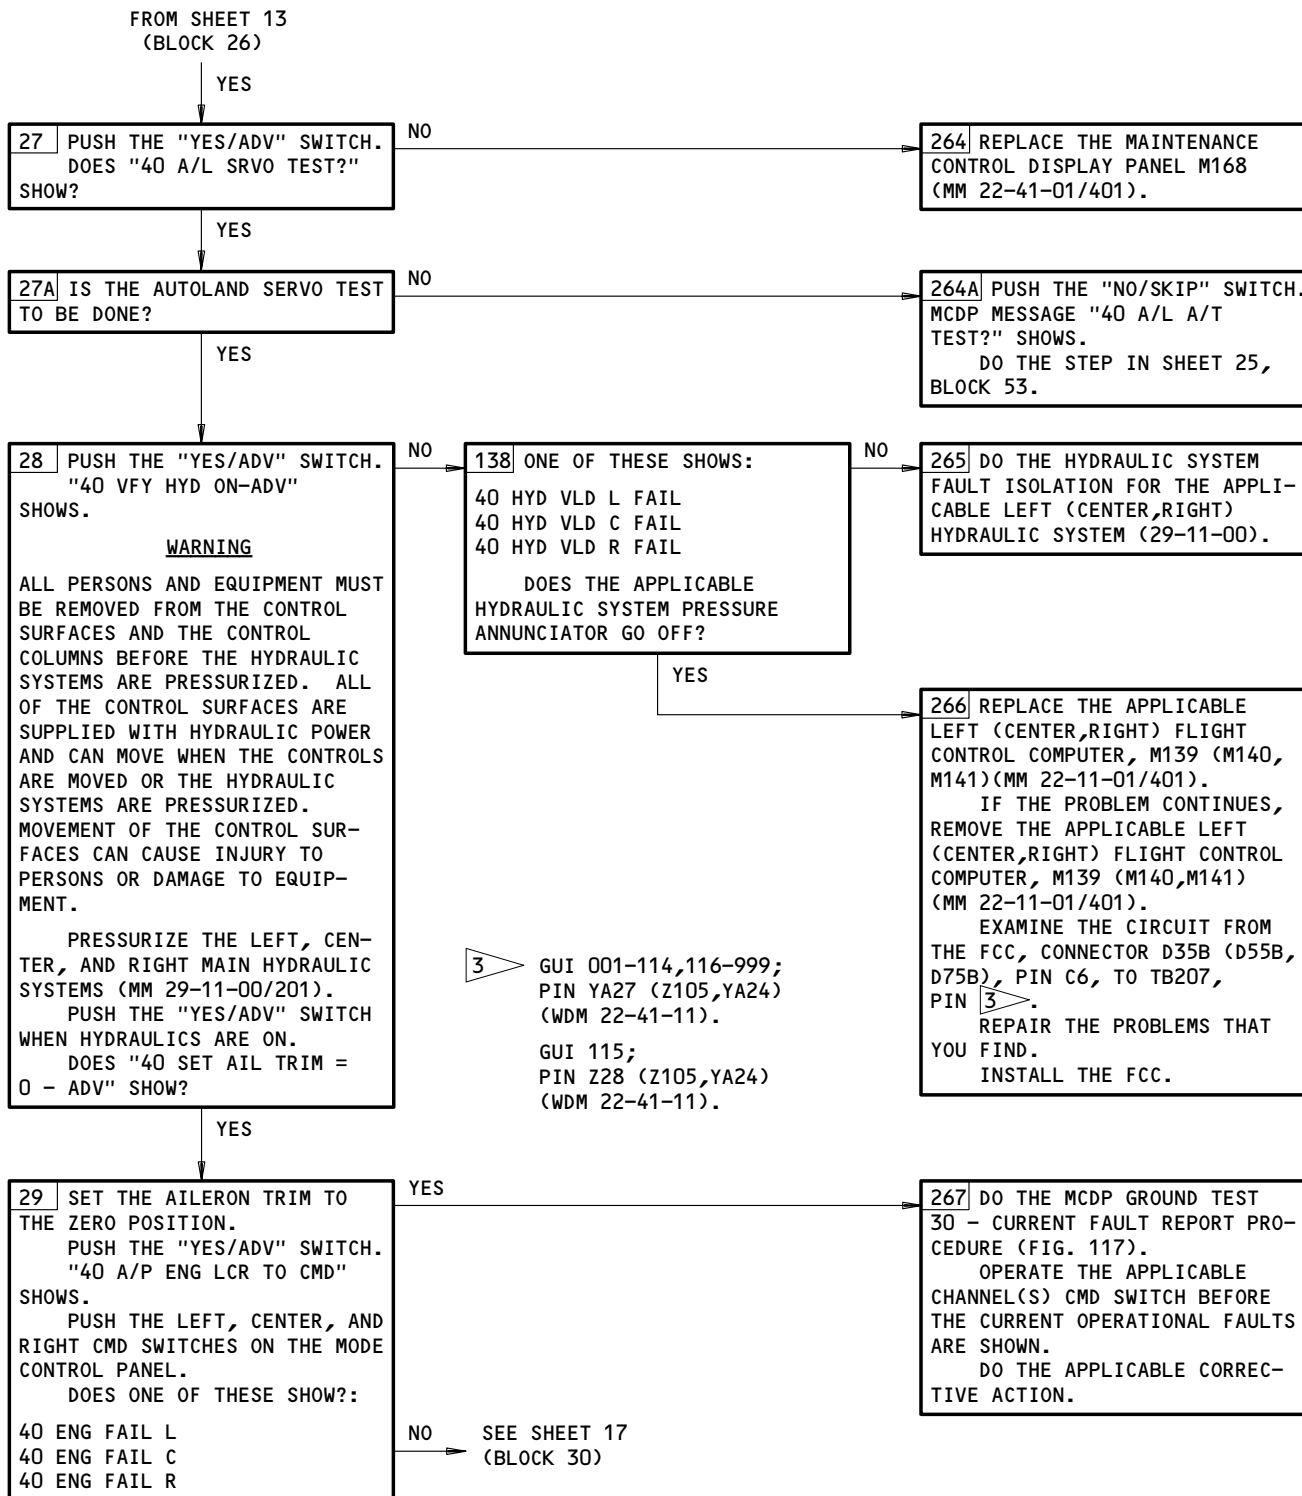 FROM SHEET 13
(BLOCK 26)
YES
27 PUSH THE "YES/ADV" SWITCH.
DOES "40 A/L SRVO TEST?"
SHOW?
NO
264 REPLACE THE MAINTENANCE
CONTROL DISPLAY PANEL M168
(MM 22-41-01/401).
YES
27A IS THE AUTOLAND SERVO TEST
TO BE DONE?
NO
264A PUSH THE "NO/SKIP" SWITCH.
MCDP MESSAGE "40 A/L A/T
TEST?" SHOWS.
DO THE STEP IN SHEET 25,
BLOCK 53.
YES
28 PUSH THE "YES/ADV" SWITCH.
"40 VFY HYD ON-ADV"
SHOWS.
WARNING
ALL PERSONS AND EQUIPMENT MUST
BE REMOVED FROM THE CONTROL
SURFACES AND THE CONTROL
COLUMNS BEFORE THE HYDRAULIC
SYSTEMS ARE PRESSURIZED. ALL
OF THE CONTROL SURFACES ARE
SUPPLIED WITH HYDRAULIC POWER
AND CAN MOVE WHEN THE CONTROLS
ARE MOVED OR THE HYDRAULIC
SYSTEMS ARE PRESSURIZED.
MOVEMENT OF THE CONTROL SUR-
FACES CAN CAUSE INJURY TO
PERSONS OR DAMAGE TO EQUIP-
MENT.
PRESSURIZE THE LEFT, CEN-
TER, AND RIGHT MAIN HYDRAULIC
SYSTEMS (MM 29-11-00/201).
PUSH THE "YES/ADV" SWITCH
WHEN HYDRAULICS ARE ON.
DOES "40 SET AIL TRIM =
0 - ADV" SHOW?
NO
138 ONE OF THESE SHOWS:
40 HYD VLD L FAIL
40 HYD VLD C FAIL
40 HYD VLD R FAIL
DOES THE APPLICABLE
HYDRAULIC SYSTEM PRESSURE
ANNUNCIATOR GO OFF?
NO
265 DO THE HYDRAULIC SYSTEM
FAULT ISOLATION FOR THE APPLI-
CABLE LEFT (CENTER,RIGHT)
HYDRAULIC SYSTEM (29-11-00).
YES
266 REPLACE THE APPLICABLE
LEFT (CENTER,RIGHT) FLIGHT
CONTROL COMPUTER, M139 (M140,
M141)(MM 22-11-01/401).
IF THE PROBLEM CONTINUES,
REMOVE THE APPLICABLE LEFT
(CENTER,RIGHT) FLIGHT CONTROL
COMPUTER, M139 (M140,M141)
(MM 22-11-01/401).
EXAMINE THE CIRCUIT FROM
THE FCC, CONNECTOR D35B (D55B,
D75B), PIN C6, TO TB207,
PIN 3.
REPAIR THE PROBLEMS THAT
YOU FIND.
INSTALL THE FCC.
3 GUI 001-114,116-999;
PIN YA27 (Z105,YA24)
(WDM 22-41-11).
GUI 115;
PIN Z28 (Z105,YA24)
(WDM 22-41-11).
YES
29 SET THE AILERON TRIM TO
THE ZERO POSITION.
PUSH THE "YES/ADV" SWITCH.
"40 A/P ENG LCR TO CMD"
SHOWS.
PUSH THE LEFT, CENTER, AND
RIGHT CMD SWITCHES ON THE MODE
CONTROL PANEL.
DOES ONE OF THESE SHOW?:
40 ENG FAIL L
40 ENG FAIL C
40 ENG FAIL R
YES
267 DO THE MCDP GROUND TEST
30 - CURRENT FAULT REPORT PRO-
CEDURE (FIG. 117).
OPERATE THE APPLICABLE
CHANNEL(S) CMD SWITCH BEFORE
THE CURRENT OPERATIONAL FAULTS
ARE SHOWN.
DO THE APPLICABLE CORREC-
TIVE ACTION.
NO
SEE SHEET 17
(BLOCK 30)